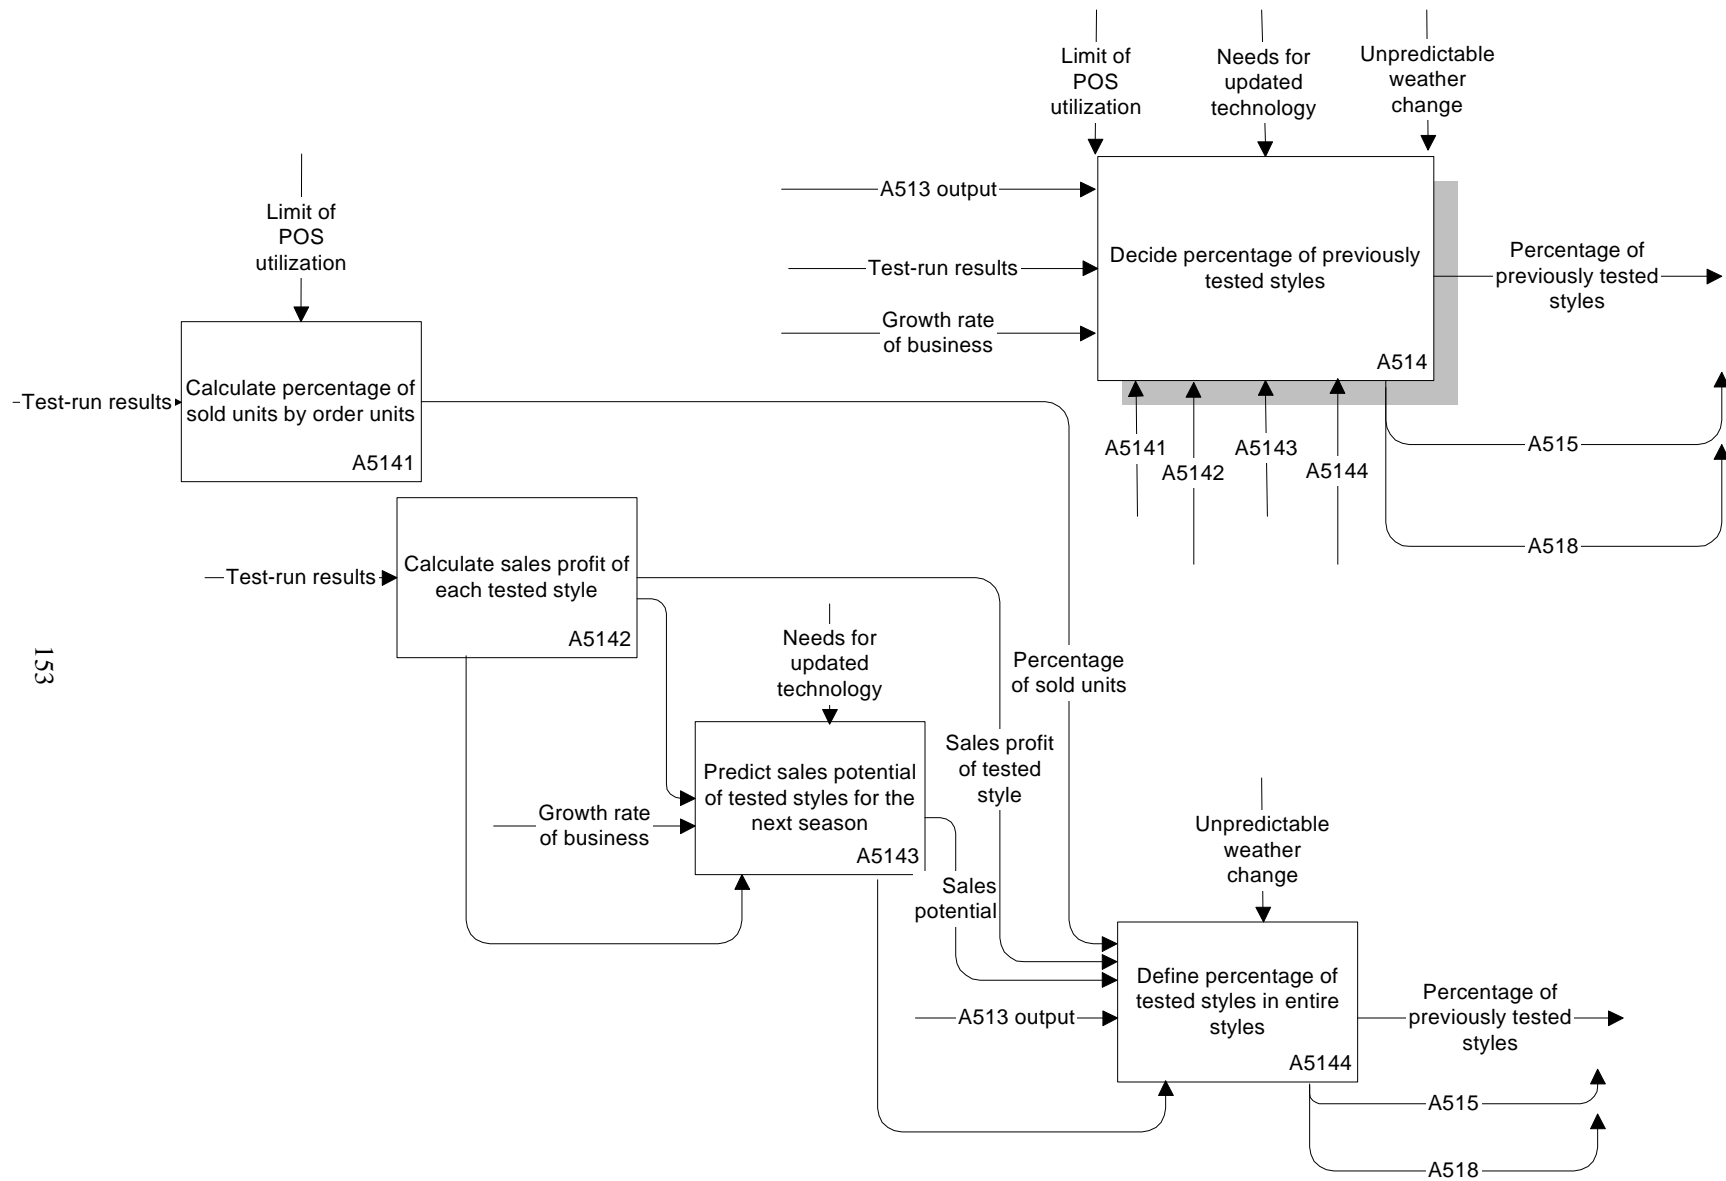 Limit of
POS
utilization
Needs for
updated
technology
Unpredictable
weather
change
A513 output
Test-run results
Growth rate
of business
Decide percentage of previously
tested styles
A514
Percentage of
previously tested
styles
A5141
A5142
A5143
A5144
A515
A518
Limit of
POS
utilization
Test-run results
Calculate percentage of
sold units by order units
A5141
Test-run results
Calculate sales profit of
each tested style
A5142
Needs for
updated
technology
Growth rate
of business
Predict sales potential
of tested styles for the
next season
A5143
Percentage
of sold units
Sales profit
of tested
style
Sales
potential
Unpredictable
weather
change
A513 output
Define percentage of
tested styles in entire
styles
A5144
Percentage of
previously tested
styles
A515
A518
153